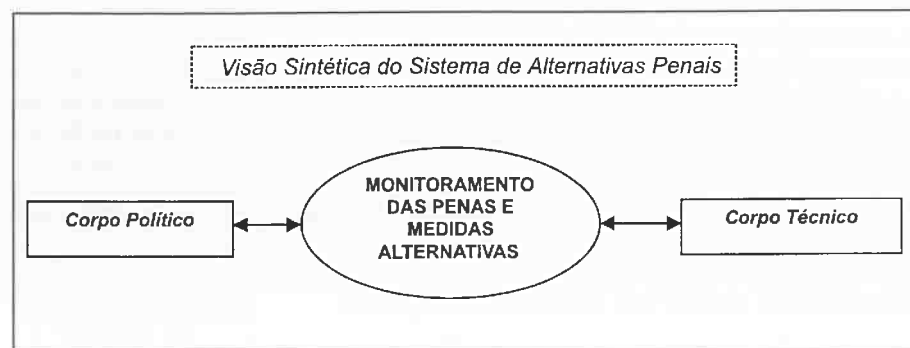 Visão Sintética do Sistema de Alternativas Penais
MONITORAMENTO
DAS PENAS E
MEDIDAS
ALTERNATIVAS
Corpo Político
Corpo Técnico